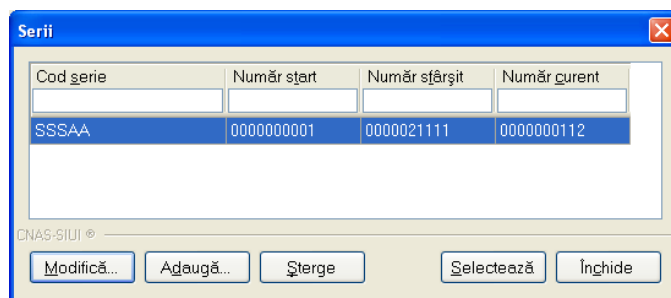 Serii
Cod serie Număr start Număr sfârșit Număr curent
SSSAA 0000000001 0000021111 0000000112
CNAS-SIUI ®
Modifică... Adaugă... Șterge Selectează Închide